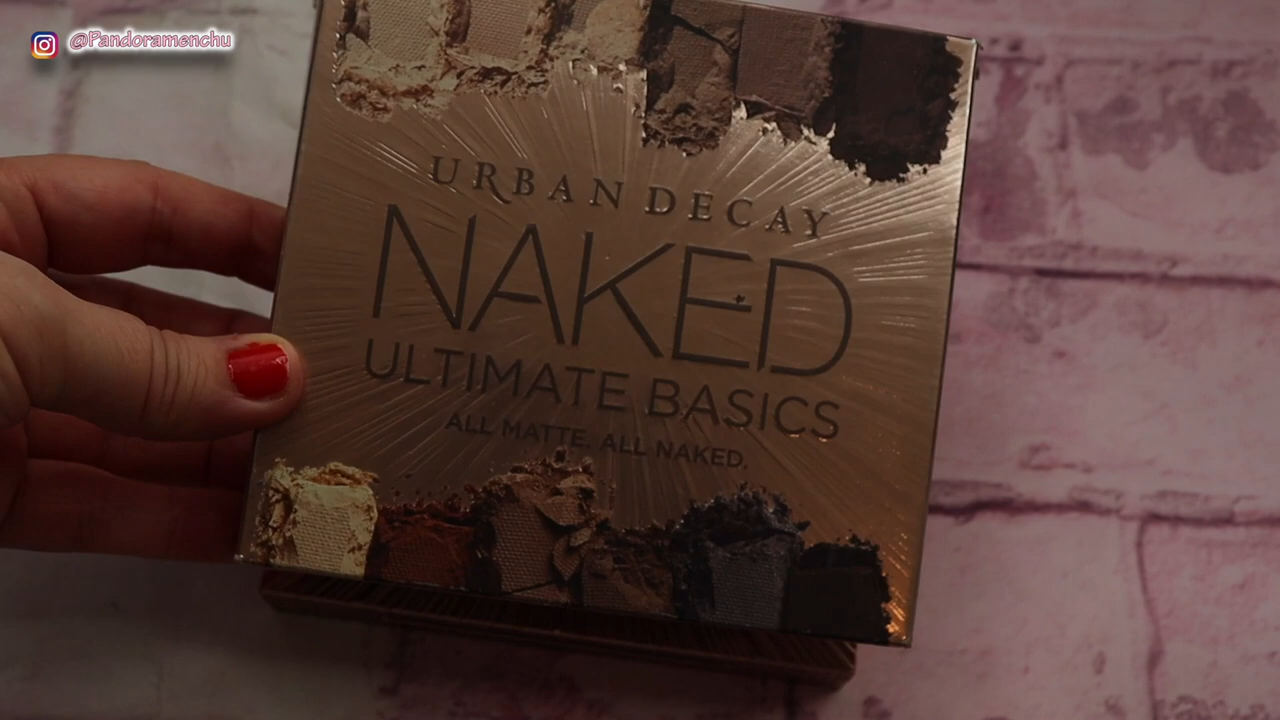 @Pandoramenchu
URBAN DECAY
NAKED
ULTIMATE BASICS
ALL MATTE. ALL NAKED.